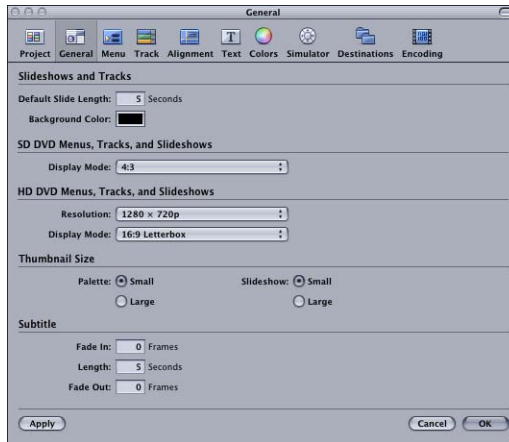 General
Project General Menu Track Alignment Text Colors Simulator Destinations Encoding
Slideshows and Tracks
Default Slide Length: 5 Seconds
Background Color:
SD DVD Menus, Tracks, and Slideshows
Display Mode: 4:3
HD DVD Menus, Tracks, and Slideshows
Resolution: 1280 × 720p
Display Mode: 16:9 Letterbox
Thumbnail Size
Palette: Small Slideshow: Small
Large Large
Subtitle
Fade In: 0 Frames
Length: 5 Seconds
Fade Out: 0 Frames
Apply Cancel OK